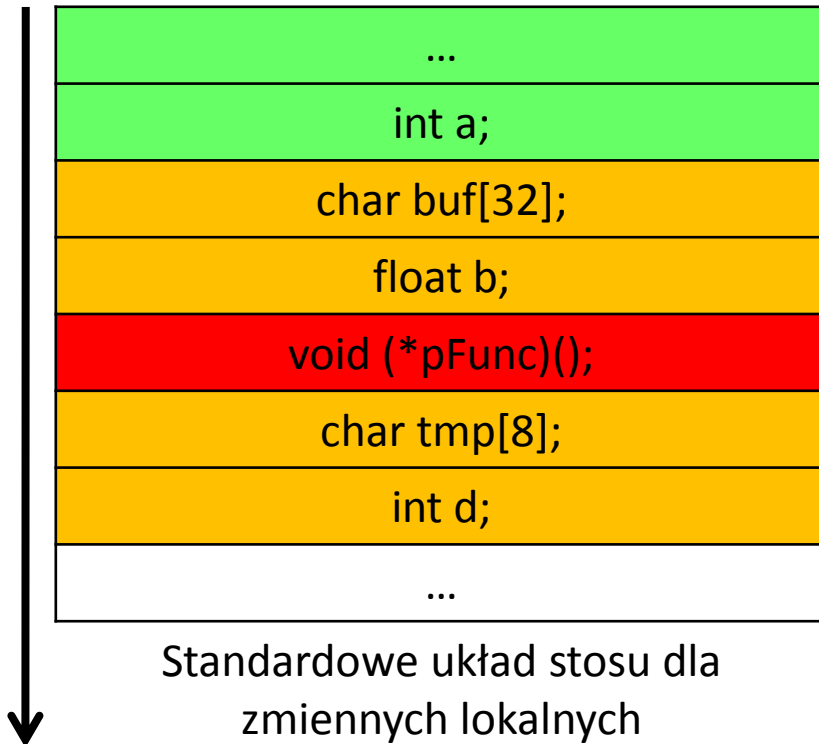 ...
int a;
char buf[32];
float b;
void (*pFunc)();
char tmp[8];
int d;
...
Standardowe układ stosu dla
zmiennych lokalnych